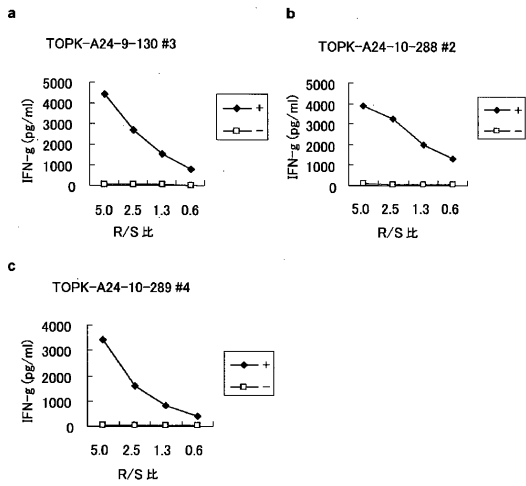 a
TOPK-A24-9-130 #3
IFN-g (pg/ml)
5000
4000
3000
2000
1000
0
5.0 2.5 1.3 0.6
R/S 比
+
−
b
TOPK-A24-10-288 #2
IFN-g (pg/ml)
5000
4000
3000
2000
1000
0
5.0 2.5 1.3 0.6
R/S 比
+
−
c
TOPK-A24-10-289 #4
IFN-g (pg/ml)
4000
3000
2000
1000
0
5.0 2.5 1.3 0.6
R/S 比
+
−